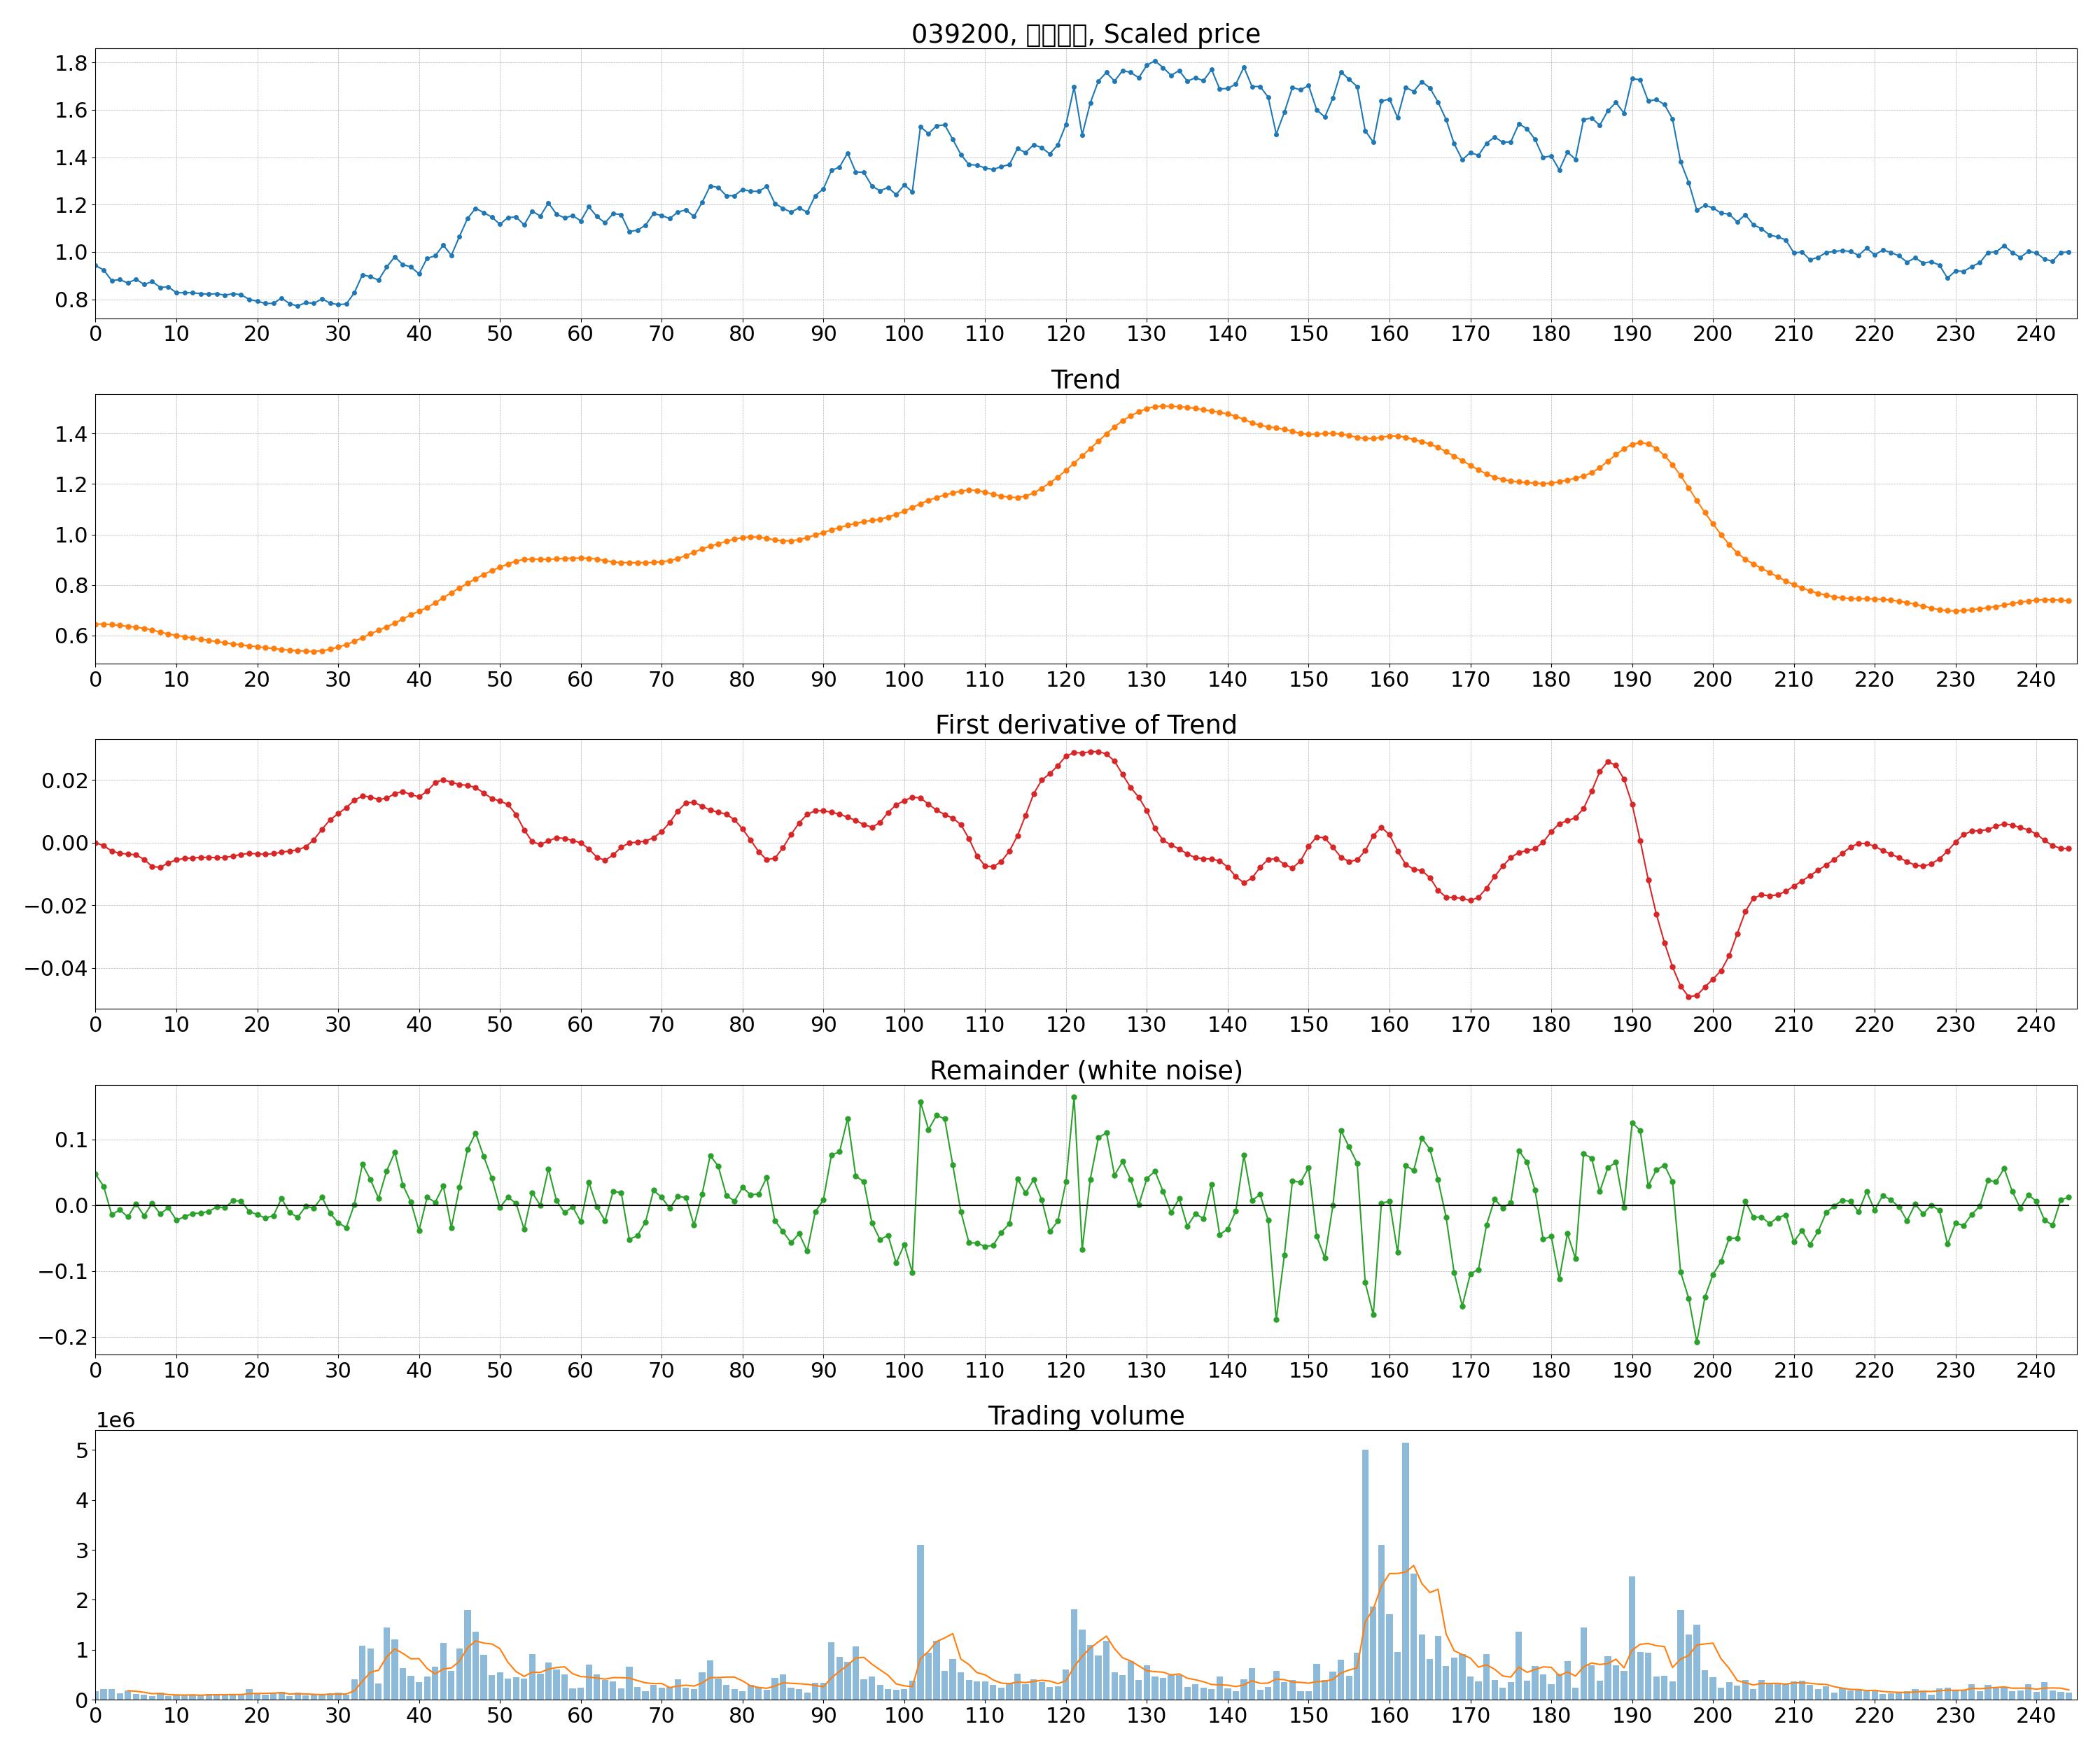 039200, □□□□, Scaled price
1.8
1.6
1.4
1.2
1.0
0.8
0 10 20 30 40 50 60 70 80 90 100 110 120 130 140 150 160 170 180 190 200 210 220 230 240
Trend
1.4
1.2
1.0
0.8
0.6
0 10 20 30 40 50 60 70 80 90 100 110 120 130 140 150 160 170 180 190 200 210 220 230 240
First derivative of Trend
0.02
0.00
−0.02
−0.04
0 10 20 30 40 50 60 70 80 90 100 110 120 130 140 150 160 170 180 190 200 210 220 230 240
Remainder (white noise)
0.1
0.0
−0.1
−0.2
0 10 20 30 40 50 60 70 80 90 100 110 120 130 140 150 160 170 180 190 200 210 220 230 240
Trading volume
1e6
5
4
3
2
1
0
0 10 20 30 40 50 60 70 80 90 100 110 120 130 140 150 160 170 180 190 200 210 220 230 240